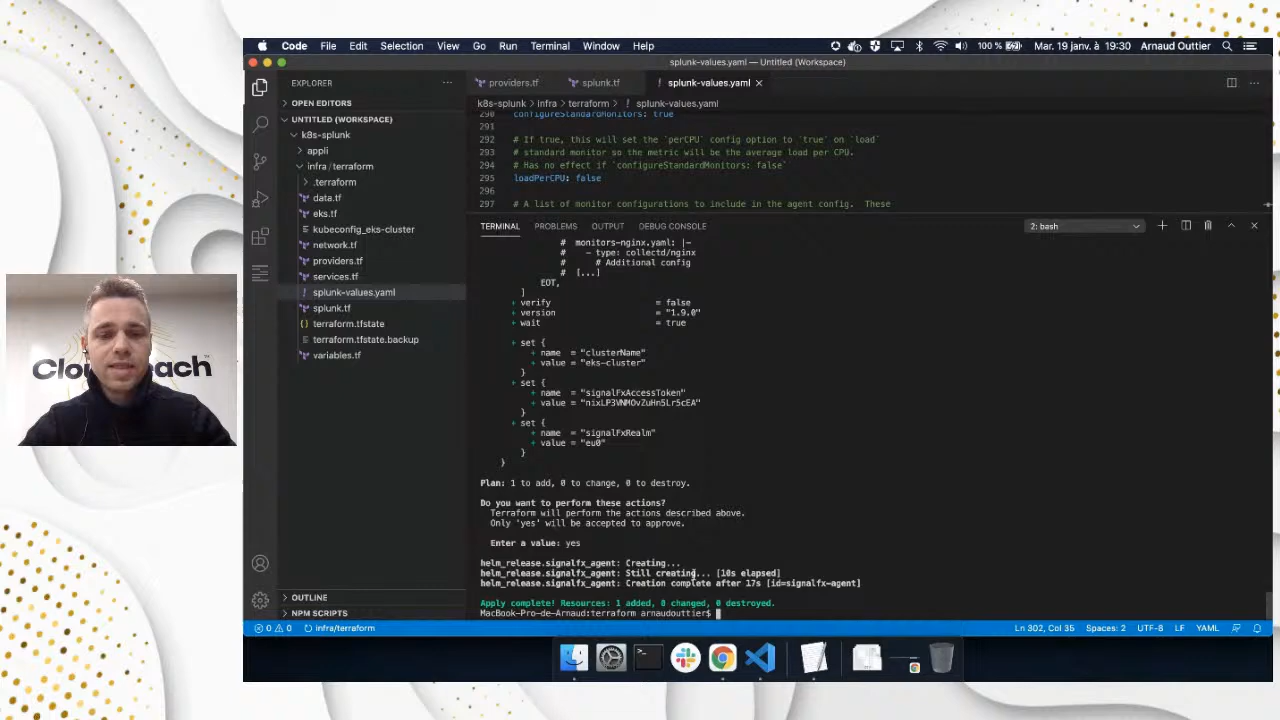 Code File Edit Selection View Go Run Terminal Window Help 100 % Mar. 19 janv. à 19:30 Arnaud Outtier
splunk-values.yaml — Untitled (Workspace)
EXPLORER
OPEN EDITORS
UNTITLED (WORKSPACE)
k8s-splunk
appli
infra / terraform
.terraform
data.tf
eks.tf
kubeconfig_eks-cluster
network.tf
providers.tf
services.tf
splunk-values.yaml
splunk.tf
terraform.tfstate
terraform.tfstate.backup
variables.tf
OUTLINE
NPM SCRIPTS
providers.tf splunk.tf splunk-values.yaml
k8s-splunk > infra > terraform > splunk-values.yaml
290 configureStandardMonitors: true
291
292 # If true, this will set the `perCPU` config option to `true` on `load`
293 # standard monitor so the metric will be the average load per CPU.
294 # Has no effect if `configureStandardMonitors: false`
295 loadPerCPU: false
296
297 # A list of monitor configurations to include in the agent config. These
TERMINAL PROBLEMS OUTPUT DEBUG CONSOLE 2: bash
# monitors-nginx.yaml: |-
# - type: collectd/nginx
# # Additional config
# [...]
EOT,
]
+ verify = false
+ version = "1.9.0"
+ wait = true
+ set {
+ name = "clusterName"
+ value = "eks-cluster"
}
+ set {
+ name = "signalFxAccessToken"
+ value = "nixLP3VNMOvZuHn5Lr5cEA"
}
+ set {
+ name = "signalFxRealm"
+ value = "eu0"
}
}
Plan: 1 to add, 0 to change, 0 to destroy.
Do you want to perform these actions?
Terraform will perform the actions described above.
Only 'yes' will be accepted to approve.
Enter a value: yes
helm_release.signalfx_agent: Creating...
helm_release.signalfx_agent: Still creating... [10s elapsed]
helm_release.signalfx_agent: Creation complete after 17s [id=signalfx-agent]
Apply complete! Resources: 1 added, 0 changed, 0 destroyed.
MacBook-Pro-de-Arnaud:terraform arnaudouttier$
0 0 infra/terraform Ln 302, Col 35 Spaces: 2 UTF-8 LF YAML